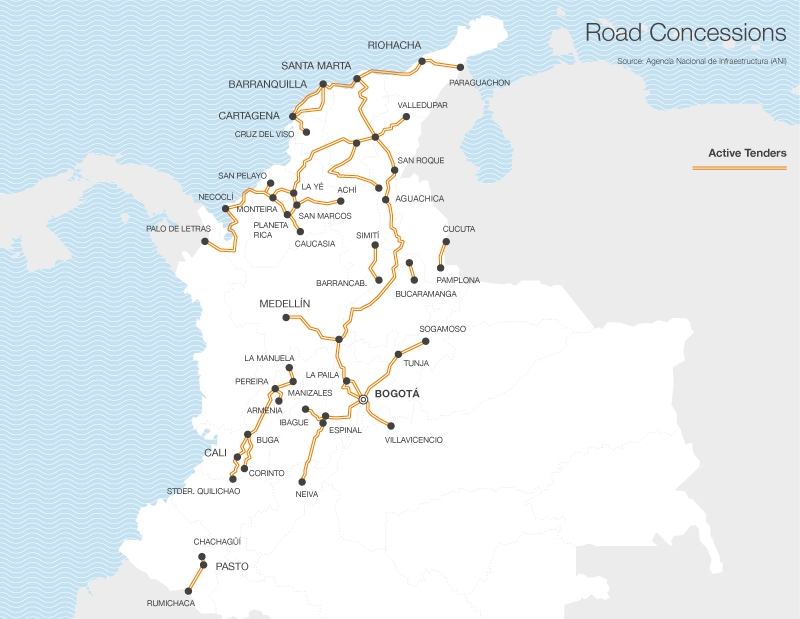 Road Concessions
Source: Agencia Nacional de Infraestructura (ANI)
Active Tenders
RIOHACHA
SANTA MARTA
PARAGUACHON
BARRANQUILLA
VALLEDUPAR
CARTAGENA
CRUZ DEL VISO
SAN ROQUE
SAN PELAYO
LA YÉ
ACHÍ
NECOCLÍ
AGUACHICA
MONTEIRA
SAN MARCOS
PALO DE LETRAS
PLANETA
RICA
CUCUTA
SIMITÍ
CAUCASIA
BARRANCAB.
PAMPLONA
BUCARAMANGA
MEDELLÍN
SOGAMOSO
LA MANUELA
TUNJA
LA PAILA
PEREIRA
MANIZALES
BOGOTÁ
ARMENIA
IBAGUE
ESPINAL
BUGA
VILLAVICENCIO
CALI
CORINTO
STDER. QUILICHAO
NEIVA
CHACHAGÜÍ
PASTO
RUMICHACA